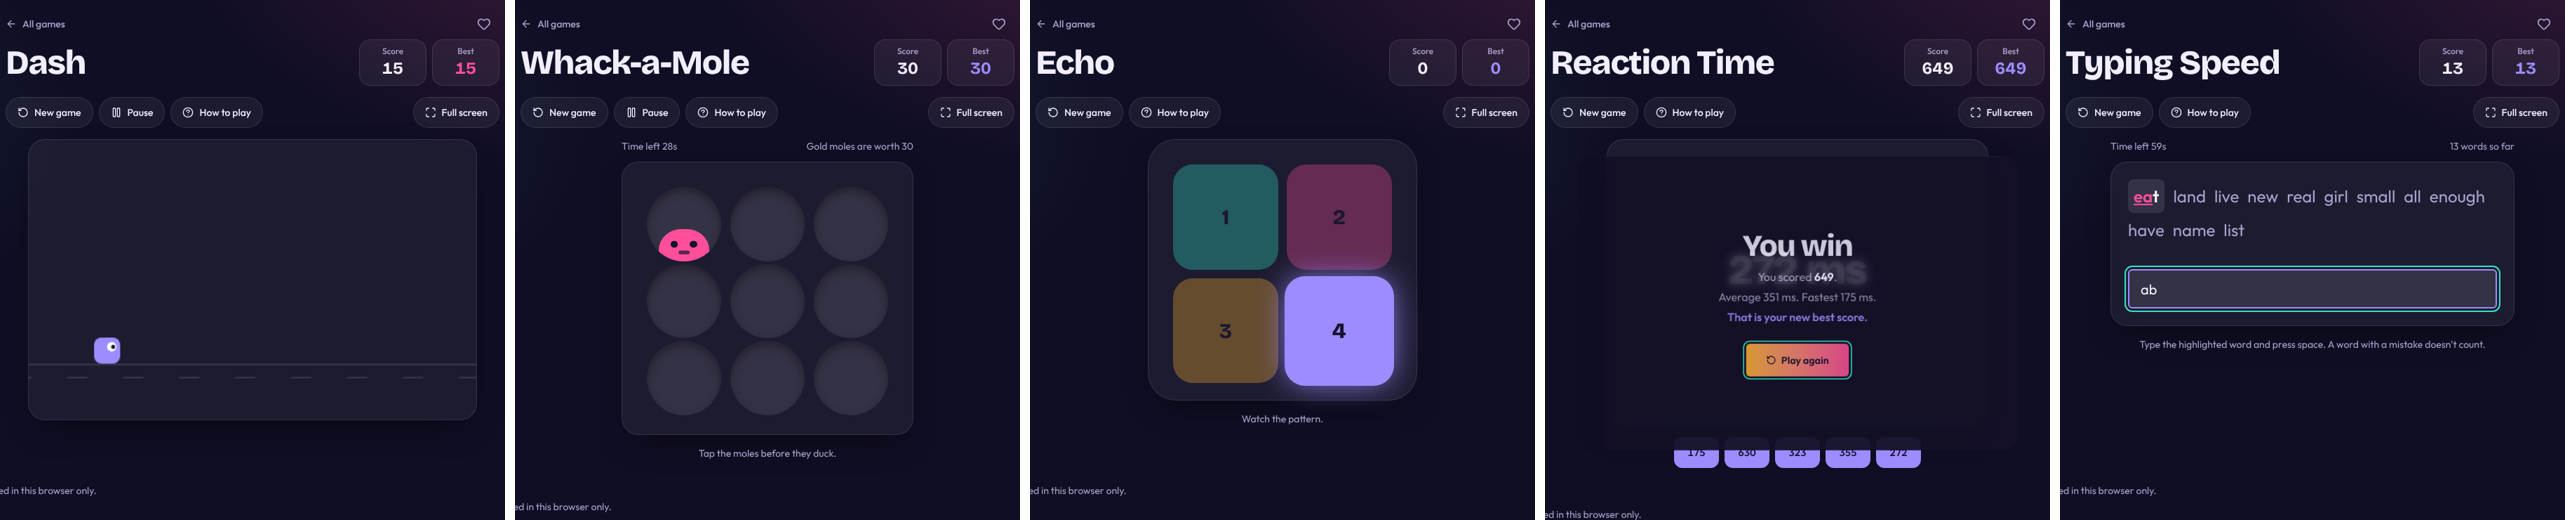 All games
Dash
Score
15
Best
15
New game
Pause
How to play
Full screen
ed in this browser only.
All games
Whack-a-Mole
Score
30
Best
30
New game
Pause
How to play
Full screen
Time left 28s
Gold moles are worth 30
Tap the moles before they duck.
ed in this browser only.
All games
Echo
Score
0
Best
0
New game
How to play
Full screen
1
2
3
4
Watch the pattern.
ed in this browser only.
All games
Reaction Time
Score
649
Best
649
New game
How to play
Full screen
You win
272 ms
You scored 649.
Average 351 ms. Fastest 175 ms.
That is your new best score.
Play again
175 630 323 355 272
ed in this browser only.
All games
Typing Speed
Score
13
Best
13
New game
How to play
Full screen
Time left 59s
13 words so far
eat land live new real girl small all enough
have name list
ab
Type the highlighted word and press space. A word with a mistake doesn't count.
ed in this browser only.